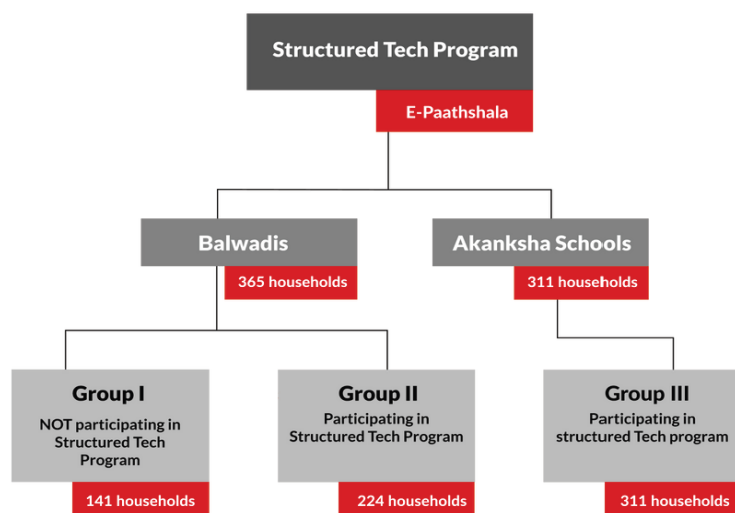 Structured Tech Program
E-Paathshala
Balwadis
365 households
Akanksha Schools
311 households
Group I
NOT participating in
Structured Tech
Program
141 households
Group II
Participating in
Structured Tech Program
224 households
Group III
Participating in
structured Tech program
311 households